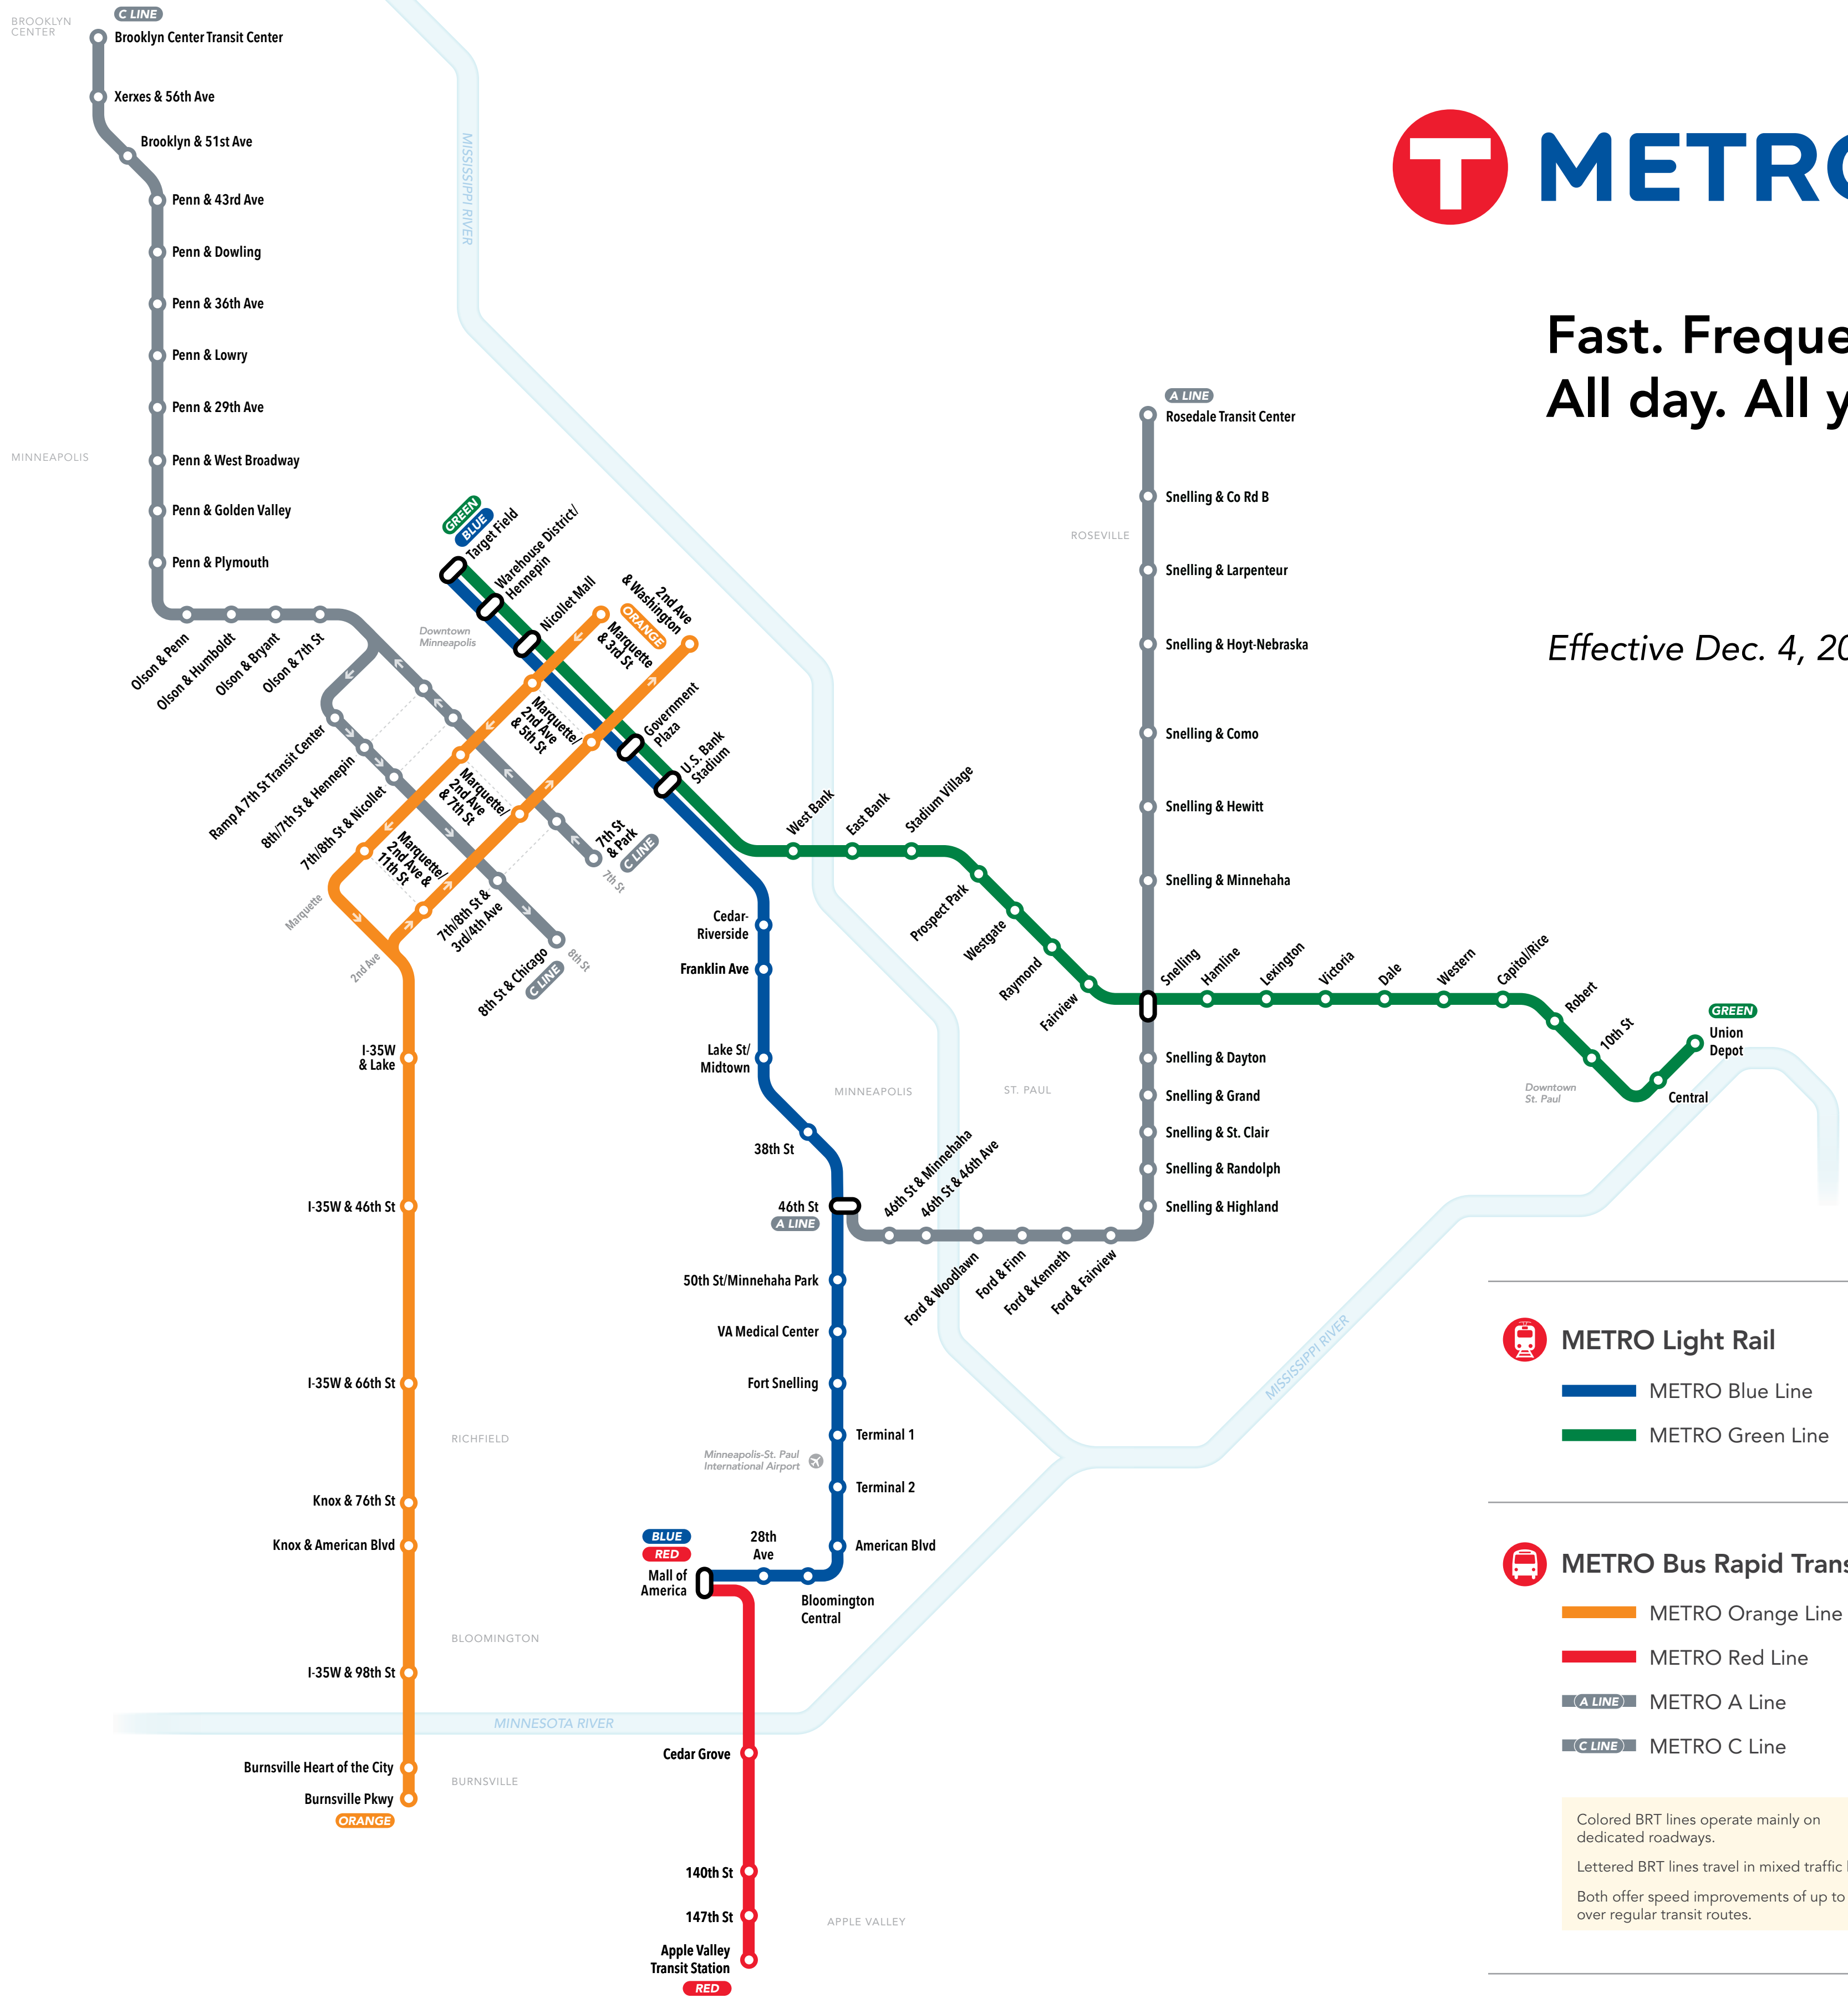 BROOKLYN
CENTER
C LINE
Brooklyn Center Transit Center
Xerxes & 56th Ave
Brooklyn & 51st Ave
Penn & 43rd Ave
Penn & Dowling
Penn & 36th Ave
Penn & Lowry
Penn & 29th Ave
MINNEAPOLIS
Penn & West Broadway
Penn & Golden Valley
Penn & Plymouth
Olson & Penn
Olson & Humboldt
Olson & Bryant
Olson & 7th St
MISSISSIPPI RIVER
T METRO
Fast. Freque
All day. All y
Effective Dec. 4, 20
GREEN
BLUE
Target Field
Warehouse District/
Hennepin
Nicollet Mall
Downtown
Minneapolis
ORANGE
Marquette
& 3rd St
2nd Ave
& Washington
Marquette/
2nd Ave
& 5th St
Government
Plaza
U.S. Bank
Stadium
Marquette/
2nd Ave
& 7th St
Marquette/
2nd Ave &
11th St
Ramp A 7th St Transit Center
8th/7th St & Hennepin
7th/8th St & Nicollet
7th/8th St &
3rd/4th Ave
8th St & Chicago
C LINE
8th St
7th St
& Park
C LINE
7th St
Marquette
2nd Ave
West Bank
East Bank
Stadium Village
Prospect Park
Westgate
Raymond
Fairview
Snelling
Hamline
Lexington
Victoria
Dale
Western
Capitol/Rice
Robert
10th St
Central
GREEN
Union
Depot
Downtown
St. Paul
A LINE
Rosedale Transit Center
Snelling & Co Rd B
ROSEVILLE
Snelling & Larpenteur
Snelling & Hoyt-Nebraska
Snelling & Como
Snelling & Hewitt
Snelling & Minnehaha
Snelling & Dayton
Snelling & Grand
Snelling & St. Clair
Snelling & Randolph
Snelling & Highland
MINNEAPOLIS
ST. PAUL
46th St & Minnehaha
46th St & 46th Ave
Ford & Woodlawn
Ford & Finn
Ford & Kenneth
Ford & Fairview
Cedar-
Riverside
Franklin Ave
Lake St/
Midtown
38th St
46th St
A LINE
50th St/Minnehaha Park
VA Medical Center
Fort Snelling
Terminal 1
Minneapolis-St. Paul
International Airport
Terminal 2
American Blvd
28th
Ave
Bloomington
Central
BLUE
RED
Mall of
America
I-35W
& Lake
I-35W & 46th St
I-35W & 66th St
RICHFIELD
Knox & 76th St
Knox & American Blvd
BLOOMINGTON
I-35W & 98th St
MINNESOTA RIVER
MISSISSIPPI RIVER
Burnsville Heart of the City
BURNSVILLE
Burnsville Pkwy
ORANGE
Cedar Grove
140th St
147th St
APPLE VALLEY
Apple Valley
Transit Station
RED
METRO Light Rail
METRO Blue Line
METRO Green Line
METRO Bus Rapid Trans
METRO Orange Line
METRO Red Line
A LINE METRO A Line
C LINE METRO C Line
Colored BRT lines operate mainly on
dedicated roadways.
Lettered BRT lines travel in mixed traffic
Both offer speed improvements of up to
over regular transit routes.